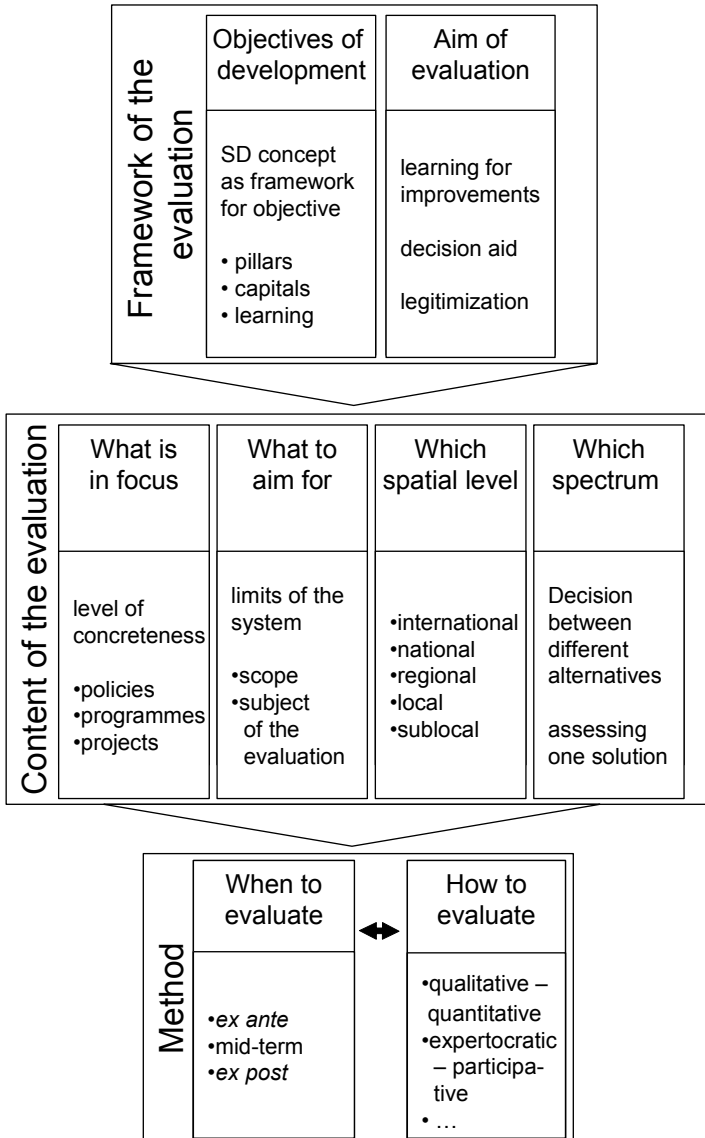 Framework of the
evaluation
Objectives of
development
SD concept
as framework
for objective
• pillars
• capitals
• learning
Aim of
evaluation
learning for
improvements
decision aid
legitimization
Content of the evaluation
What is
in focus
level of
concreteness
•policies
•programmes
•projects
What to
aim for
limits of the
system
•scope
•subject
of the
evaluation
Which
spatial level
•international
•national
•regional
•local
•sublocal
Which
spectrum
Decision
between
different
alternatives
assessing
one solution
Method
When to
evaluate
•ex ante
•mid-term
•ex post
How to
evaluate
•qualitative –
quantitative
•expertocratic
– participa-
tive
• ...